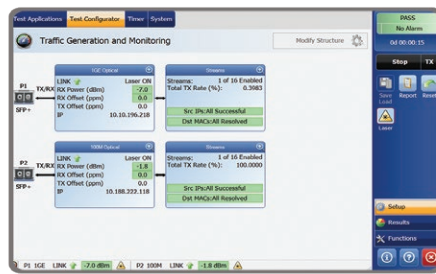 Test Applications Test Configurator Timer System
Traffic Generation and Monitoring
Modify Structure
PASS
No Alarm
0d 00:00:15
Stop TX
Save Load Report Reset
Laser
Setup
Results
Functions
P1
TX/RX
SFP+
1GE Optical
LINK Laser ON
RX Power (dBm) -7.0
RX Offset (ppm) 0.0
TX Offset (ppm) 0.0
IP 10.10.196.218
Streams
Streams: 1 of 16 Enabled
Total TX Rate (%): 0.3983
Src IPs:All Successful
Dst MACs:All Resolved
P2
TX/RX
SFP+
100M Optical
LINK Laser ON
RX Power (dBm) -1.8
RX Offset (ppm) 0.0
TX Offset (ppm) 0.0
IP 10.188.222.118
Streams
Streams: 1 of 16 Enabled
Total TX Rate (%): 100.0000
Src IPs:All Successful
Dst MACs:All Resolved
P1 1GE LINK -7.0 dBm P2 100M LINK -1.8 dBm